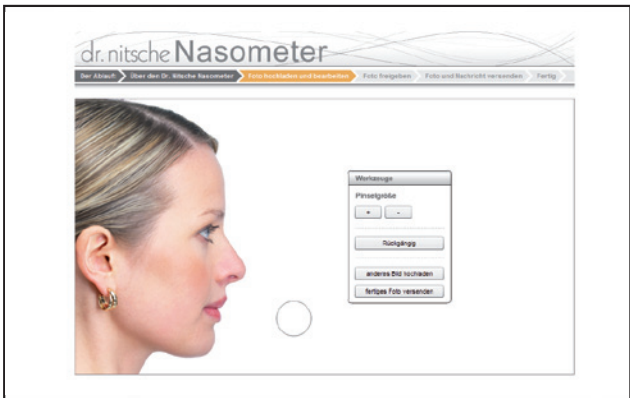 dr. nitsche Nasometer
Der Ablauf Über den Dr. Nitsche Nasometer Foto hochladen und bearbeiten Foto freigeben Foto und Nachricht versenden Fertig
Werkzeuge
Pinselgröße
+ -
Rückgängig
anderes Bild hochladen
fertiges Foto versenden